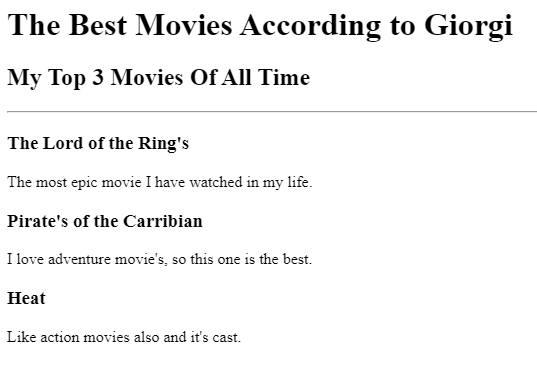 The Best Movies According to Giorgi
My Top 3 Movies Of All Time
The Lord of the Ring's
The most epic movie I have watched in my life.
Pirate's of the Carribian
I love adventure movie's, so this one is the best.
Heat
Like action movies also and it's cast.